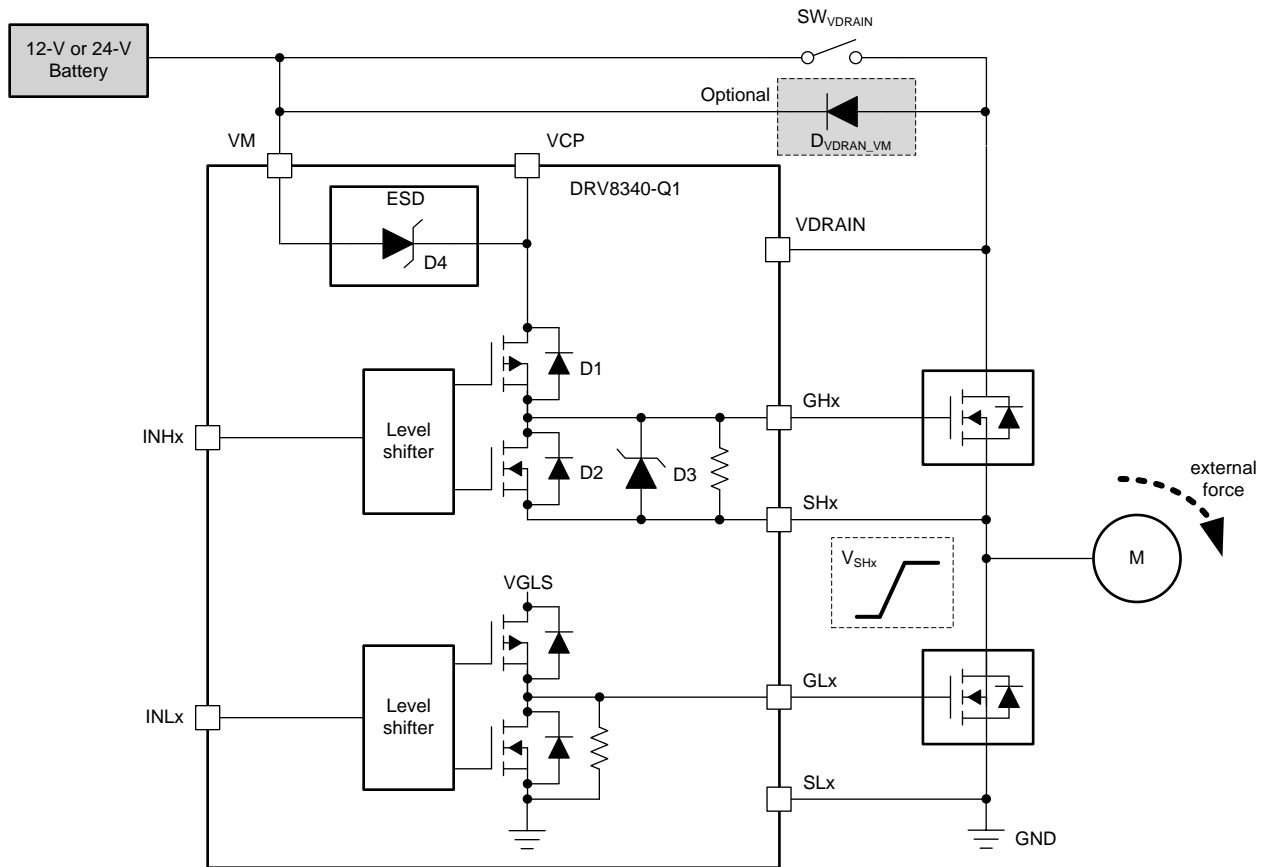 SWVDRAIN
12-V or 24-V
Battery
Optional
DVDRAN_VM
VM
VCP
DRV8340-Q1
ESD
D4
VDRAIN
D1
GHx
INHx
Level
shifter
D2
D3
SHx
external
force
VSHx
M
VGLS
GLx
INLx
Level
shifter
SLx
GND